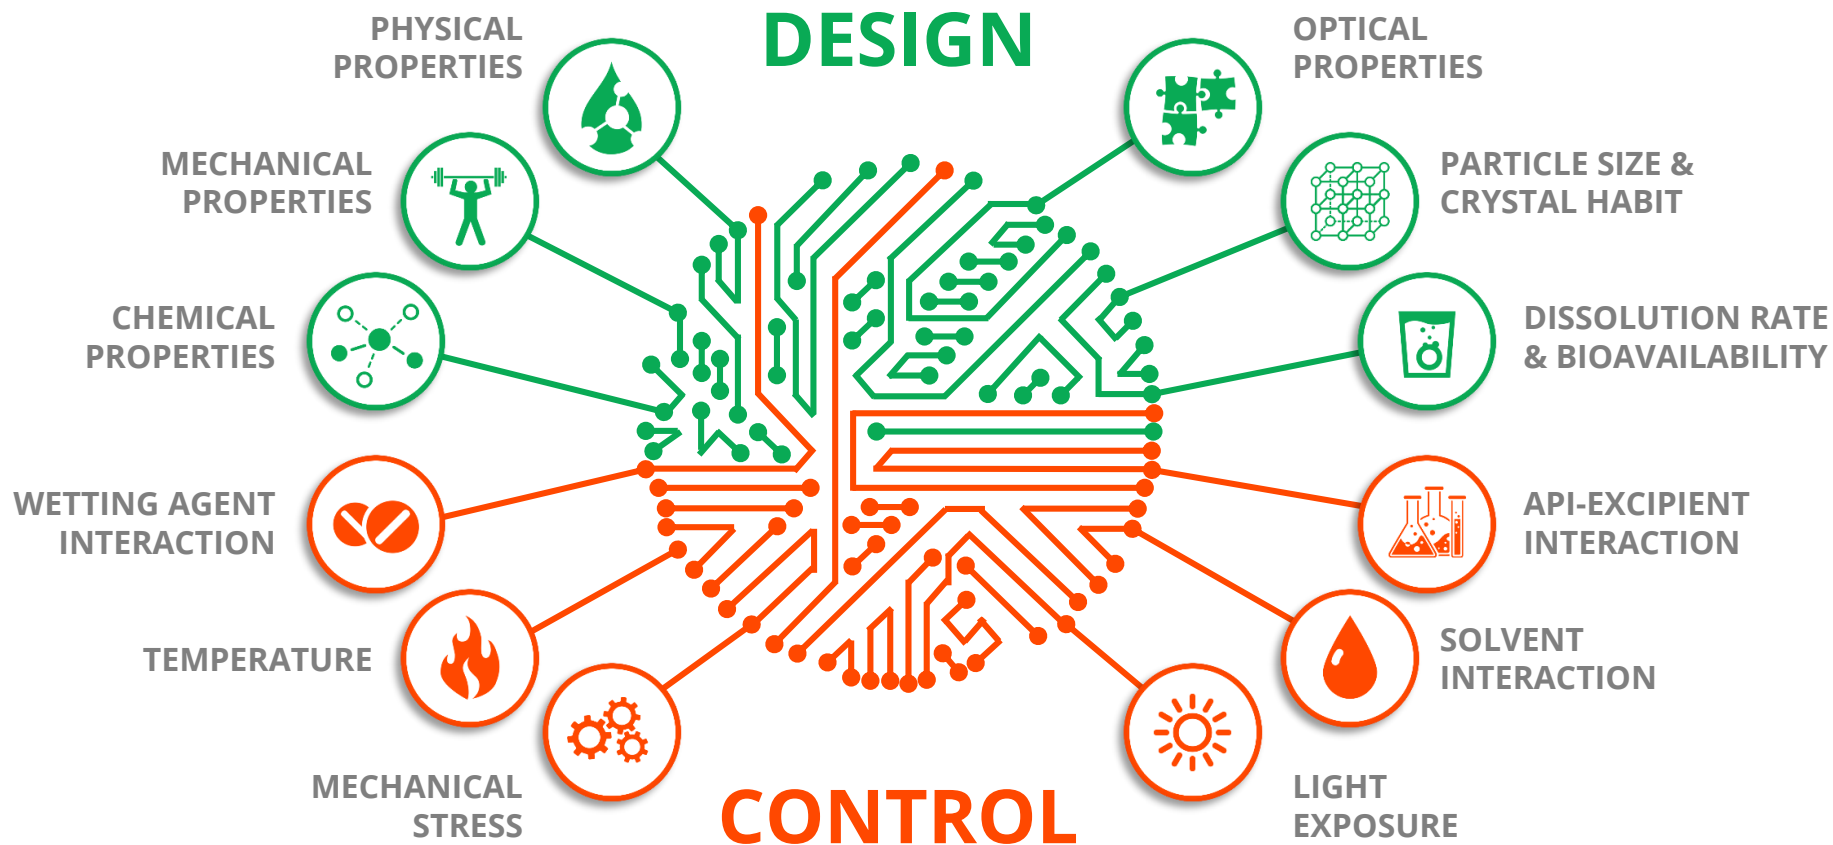 DESIGN
PHYSICAL
PROPERTIES
MECHANICAL
PROPERTIES
CHEMICAL
PROPERTIES
OPTICAL
PROPERTIES
PARTICLE SIZE &
CRYSTAL HABIT
DISSOLUTION RATE
& BIOAVAILABILITY
WETTING AGENT
INTERACTION
TEMPERATURE
MECHANICAL
STRESS
API-EXCIPIENT
INTERACTION
SOLVENT
INTERACTION
LIGHT
EXPOSURE
CONTROL